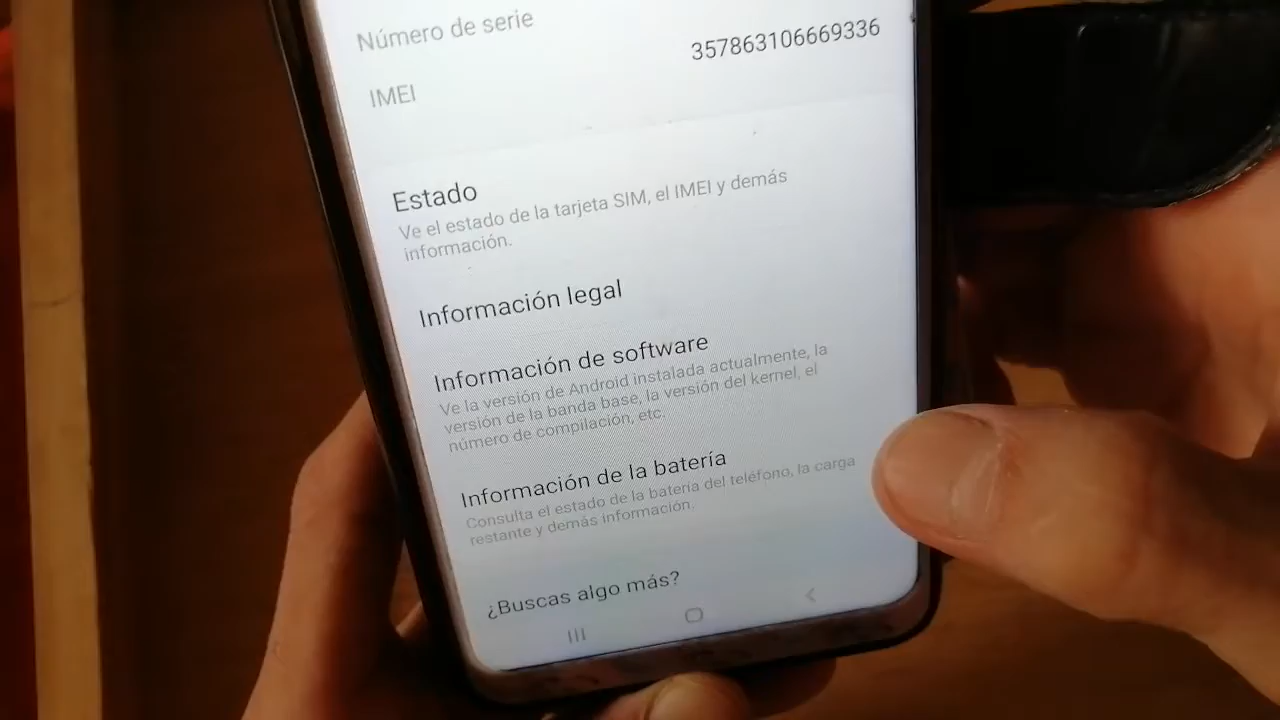 Número de serie
357863106669336
IMEI
Estado
Ve el estado de la tarjeta SIM, el IMEI y demás
información.
Información legal
Información de software
Ve la versión de Android instalada actualmente, la
versión de la banda base, la versión del kernel, el
número de compilación, etc.
Información de la batería
Consulta el estado de la batería del teléfono, la carga
restante y demás información.
¿Buscas algo más?